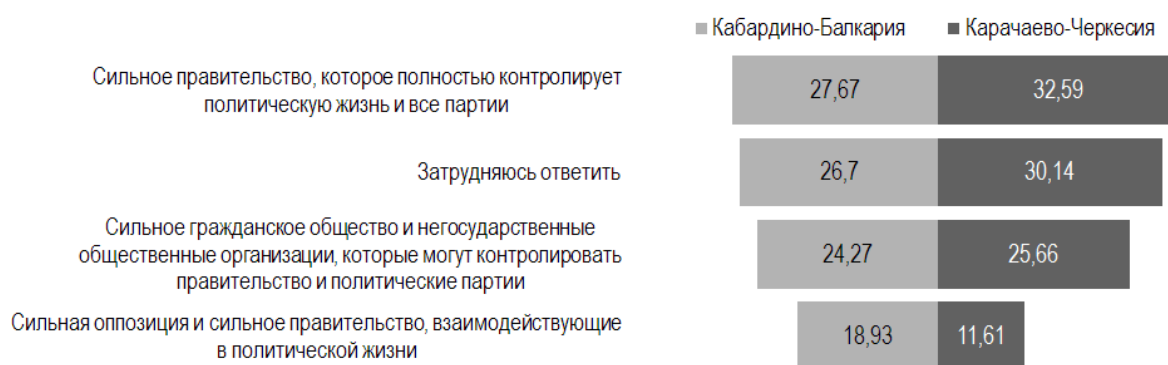 Кабардино-Балкария Карачаево-Черкесия
Сильное правительство, которое полностью контролирует
политическую жизнь и все партии
27,67 32,59
Затрудняюсь ответить
26,7 30,14
Сильное гражданское общество и негосударственные
общественные организации, которые могут контролировать
правительство и политические партии
24,27 25,66
Сильная оппозиция и сильное правительство, взаимодействующие
в политической жизни
18,93 11,61